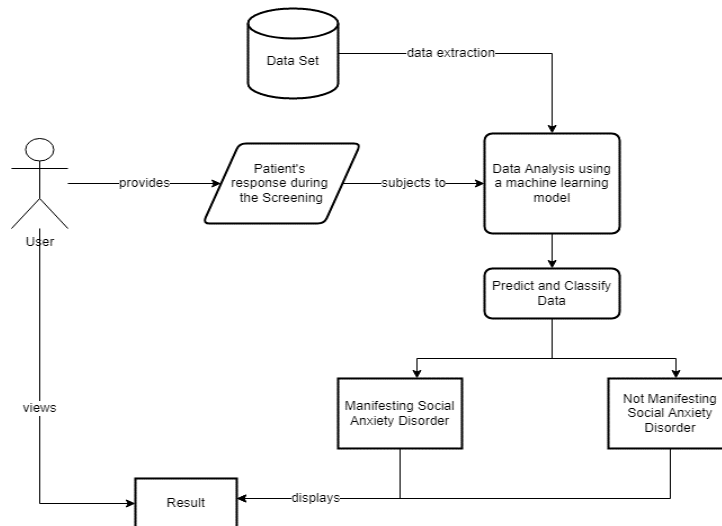 Data Set
data extraction
Patient's
response during
the Screening
Data Analysis using
a machine learning
model
provides
subjects to
User
Predict and Classify
Data
Manifesting Social
Anxiety Disorder
Not Manifesting
Social Anxiety
Disorder
views
Result
displays